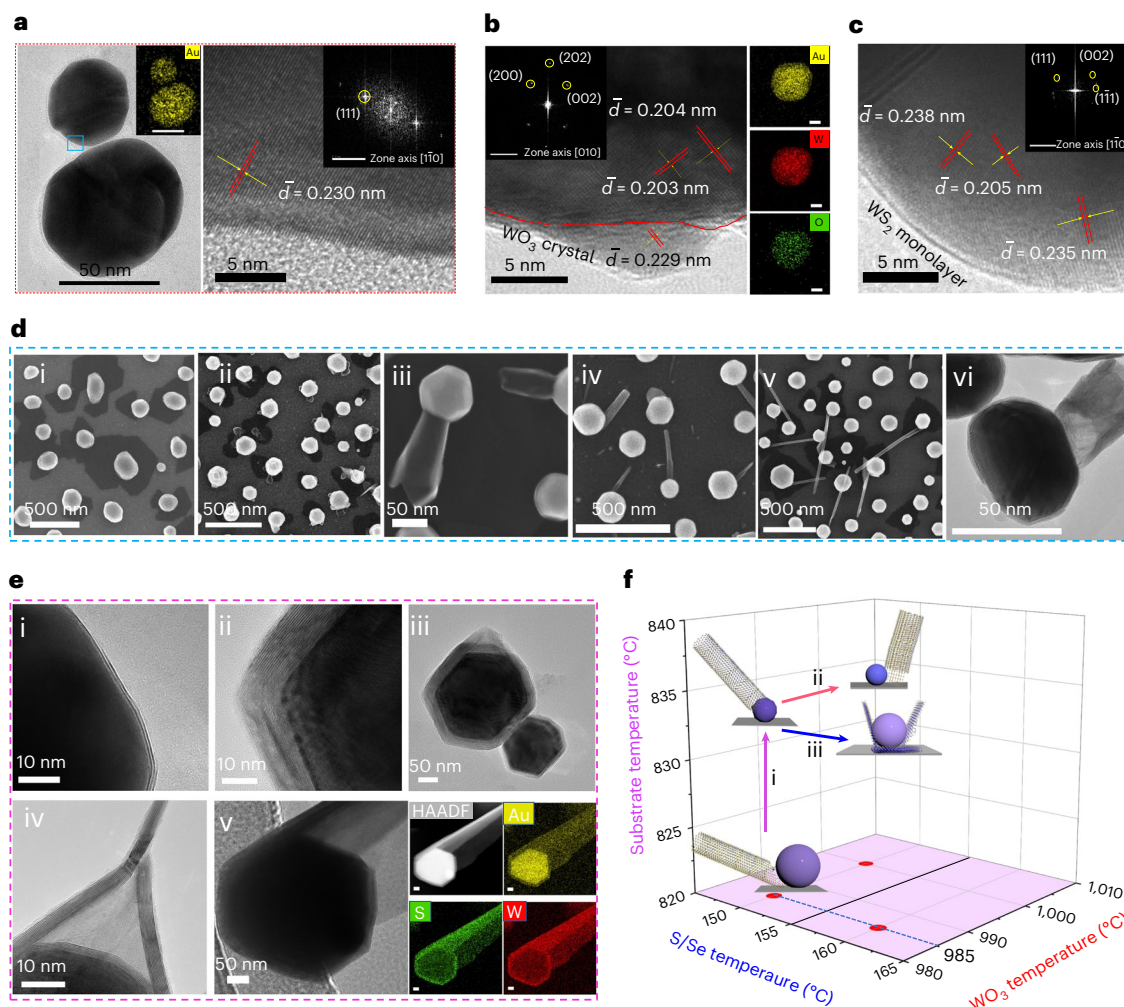 a
Au
(111)
Zone axis [11̅0]
d̅ = 0.230 nm
50 nm
5 nm
b
(202)
(200)
(002)
d̅ = 0.204 nm
Zone axis [010]
d̅ = 0.203 nm
WO₃ crystal
d̅ = 0.229 nm
5 nm
Au
W
O
c
(111)
(002)
(11̅1)
d̅ = 0.238 nm
Zone axis [11̅0]
d̅ = 0.205 nm
WS₂ monolayer
d̅ = 0.235 nm
5 nm
d
i
500 nm
ii
500 nm
iii
50 nm
iv
500 nm
v
500 nm
vi
50 nm
e
i
10 nm
ii
10 nm
iii
50 nm
iv
10 nm
v
50 nm
HAADF
Au
S
W
f
Substrate temperature (°C)
840
835
830
825
820
ii
iii
i
150
155
160
165
S/Se temperaure (°C)
980
985
990
1,000
1,010
WO₃ temperature (°C)